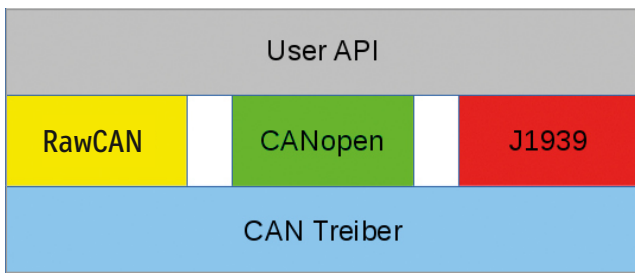 User API
RawCAN
CANopen
J1939
CAN Treiber